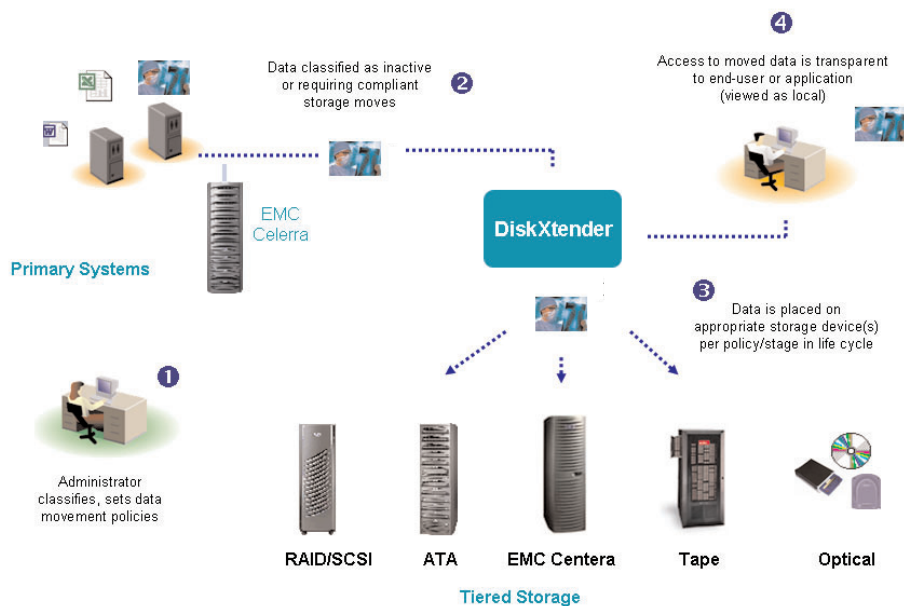 4
Access to moved data is transparent
to end-user or application
(viewed as local)
Data classified as inactive
or requiring compliant
storage moves
2
EMC
Celerra
Primary Systems
DiskXtender
3
Data is placed on
appropriate storage device(s)
per policy/stage in life cycle
1
Administrator
classifies, sets data
movement policies
RAID/SCSI
ATA
EMC Centera
Tape
Optical
Tiered Storage